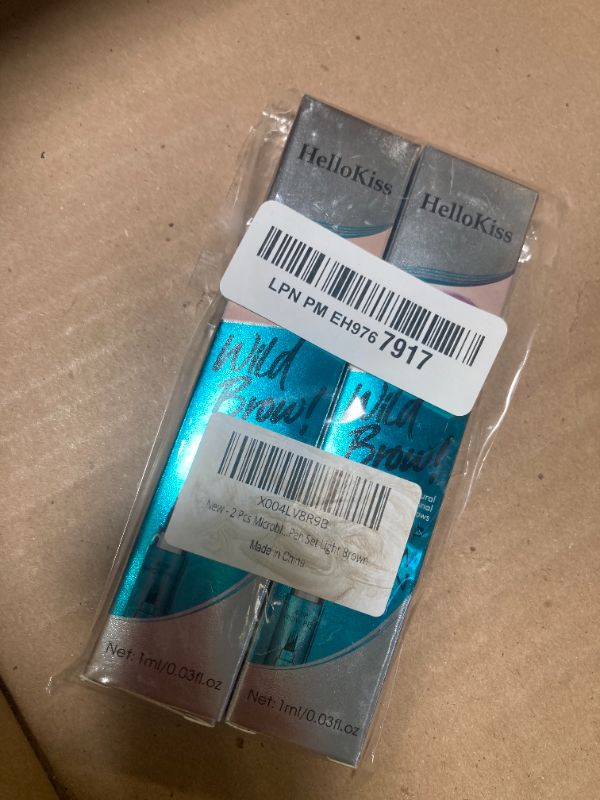 HelloKiss
HelloKiss
LPN PM EH976 7917
Wild
Brow!
Wild
Brow!
X004LV8R9B
New - 2 Pcs Microbl...Pen Set Light Brown
Made in China
Net: 1ml/0.03fl.oz
Net: 1ml/0.03fl.oz